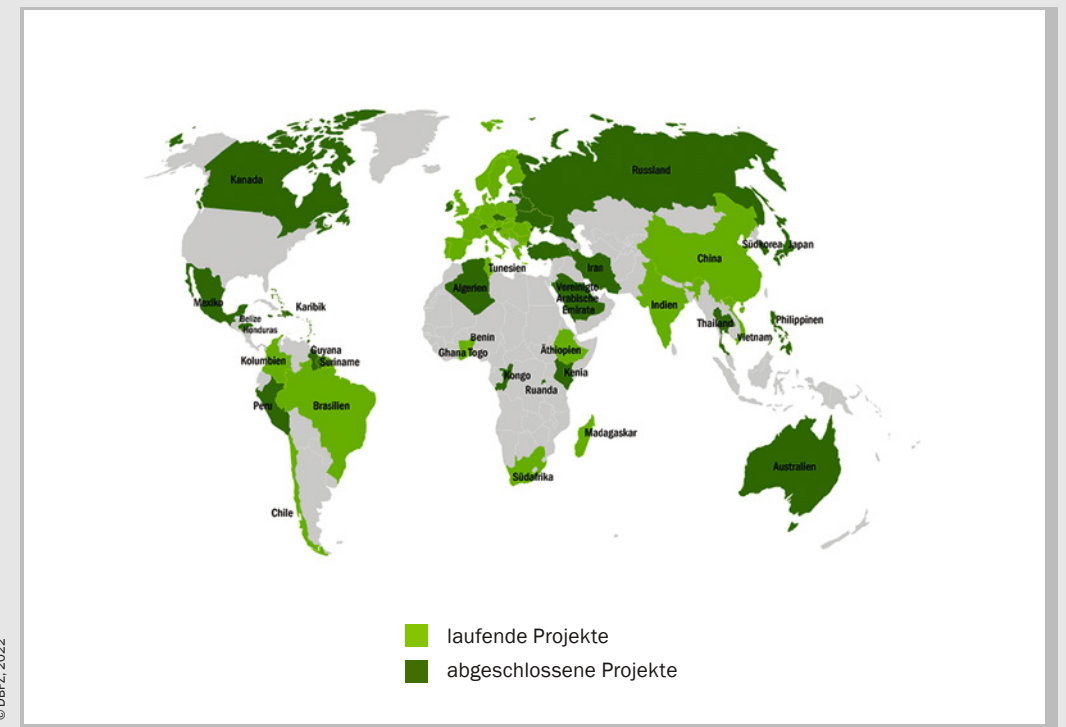 Kanada
Russland
Südkorea Japan
China
Tunesien
Iran
Algerien
Vereinigte
Arabische
Emirate
Mexiko
Karibik
Indien
Belize
Honduras
Thailand
Philippinen
Vietnam
Benin
Ghana Togo
Äthiopien
Guyana
Kolumbien
Suriname
Kongo
Kenia
Ruanda
Peru
Brasilien
Madagaskar
Australien
Südafrika
Chile
laufende Projekte
abgeschlossene Projekte
© DBFZ, 2022